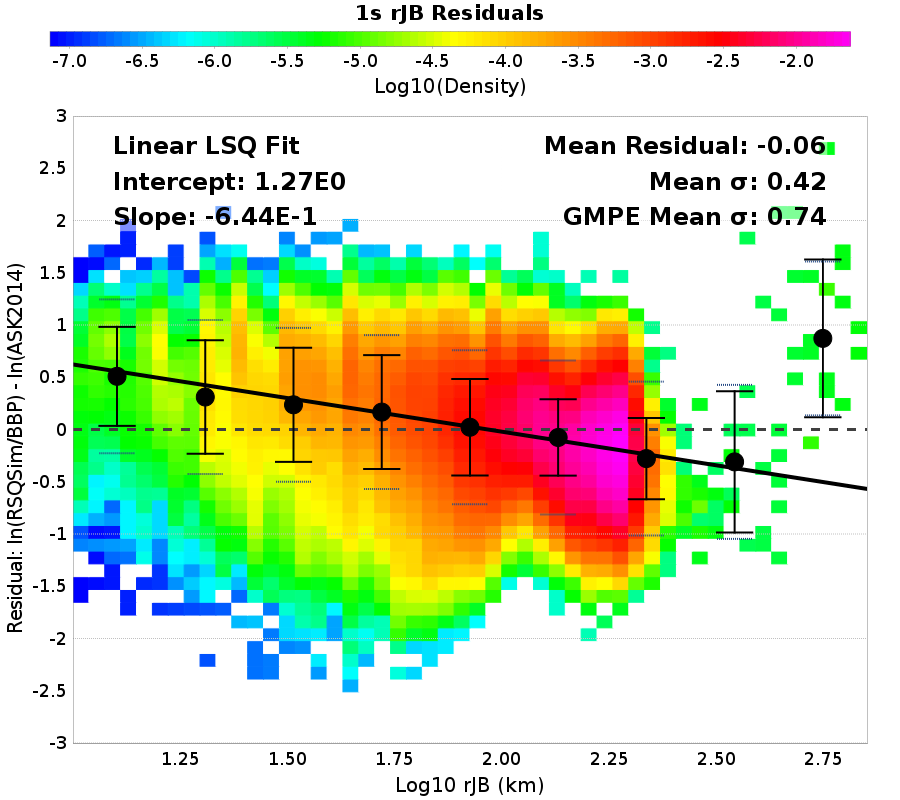 1s rJB Residuals
-7.0 -6.5 -6.0 -5.5 -5.0 -4.5 -4.0 -3.5 -3.0 -2.5 -2.0
Log10(Density)
Linear LSQ Fit
Intercept: 1.27E0
Slope: -6.44E-1
Mean Residual: -0.06
Mean σ: 0.42
GMPE Mean σ: 0.74
Residual: ln(RSQSim/BBP) - ln(ASK2014)
3
2.5
2
1.5
1
0.5
0
-0.5
-1
-1.5
-2
-2.5
-3
1.25 1.50 1.75 2.00 2.25 2.50 2.75
Log10 rJB (km)